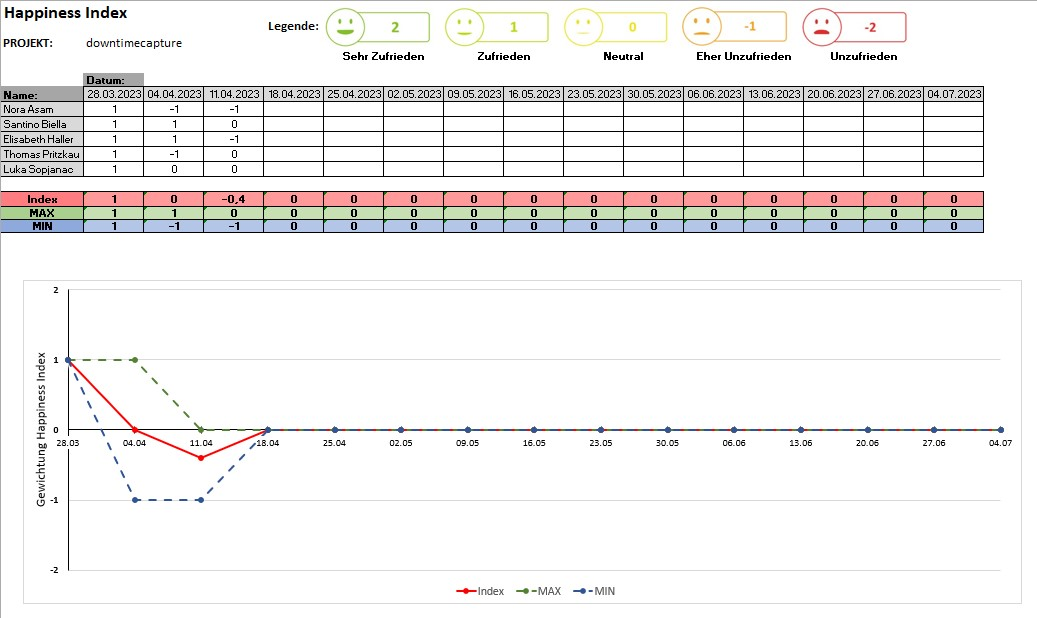 Happiness Index
Legende: 2 1 0 -1 -2
PROJEKT: downtimecapture
Sehr Zufrieden Zufrieden Neutral Eher Unzufrieden Unzufrieden
Datum:
Name: 28.03.2023 04.04.2023 11.04.2023 18.04.2023 25.04.2023 02.05.2023 09.05.2023 16.05.2023 23.05.2023 30.05.2023 06.06.2023 13.06.2023 20.06.2023 27.06.2023 04.07.2023
Nora Asam 1 -1 -1
Santino Biella 1 1 0
Elisabeth Haller 1 1 -1
Thomas Pritzkau 1 -1 0
Luka Sopjanac 1 0 0
Index 1 0 -0,4 0 0 0 0 0 0 0 0 0 0 0 0
MAX 1 1 0 0 0 0 0 0 0 0 0 0 0 0 0
MIN 1 -1 -1 0 0 0 0 0 0 0 0 0 0 0 0
Gewichtung Happiness Index
2
1
0
28.03 04.04 11.04 18.04 25.04 02.05 09.05 16.05 23.05 30.05 06.06 13.06 20.06 27.06 04.07
-1
-2
Index MAX MIN